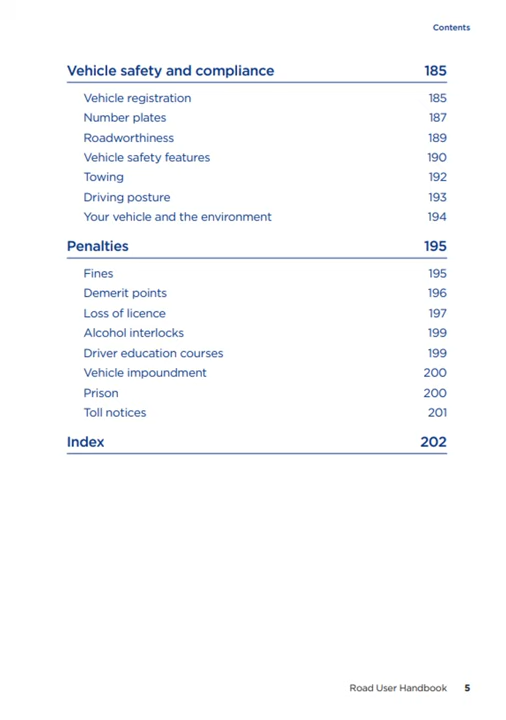 Contents
Vehicle safety and compliance 185
Vehicle registration 185
Number plates 187
Roadworthiness 189
Vehicle safety features 190
Towing 192
Driving posture 193
Your vehicle and the environment 194
Penalties 195
Fines 195
Demerit points 196
Loss of licence 197
Alcohol interlocks 199
Driver education courses 199
Vehicle impoundment 200
Prison 200
Toll notices 201
Index 202
Road User Handbook 5